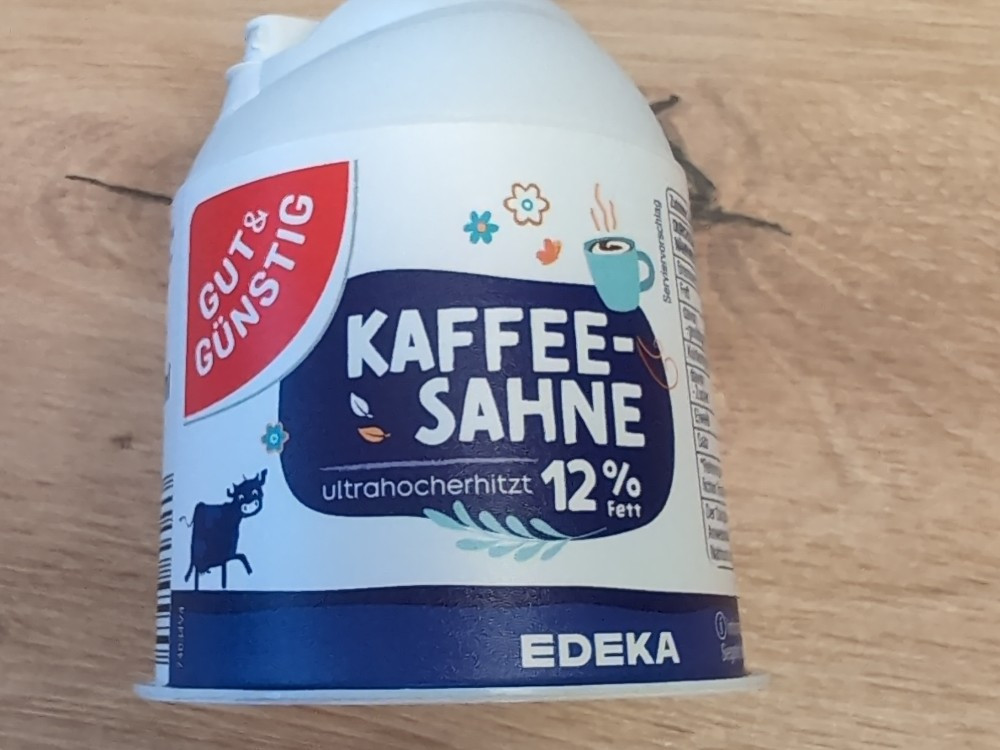 GUT &
GÜNSTIG
Serviervorschlag
KAFFEE-
SAHNE
ultrahocherhitzt 12% Fett
EDEKA